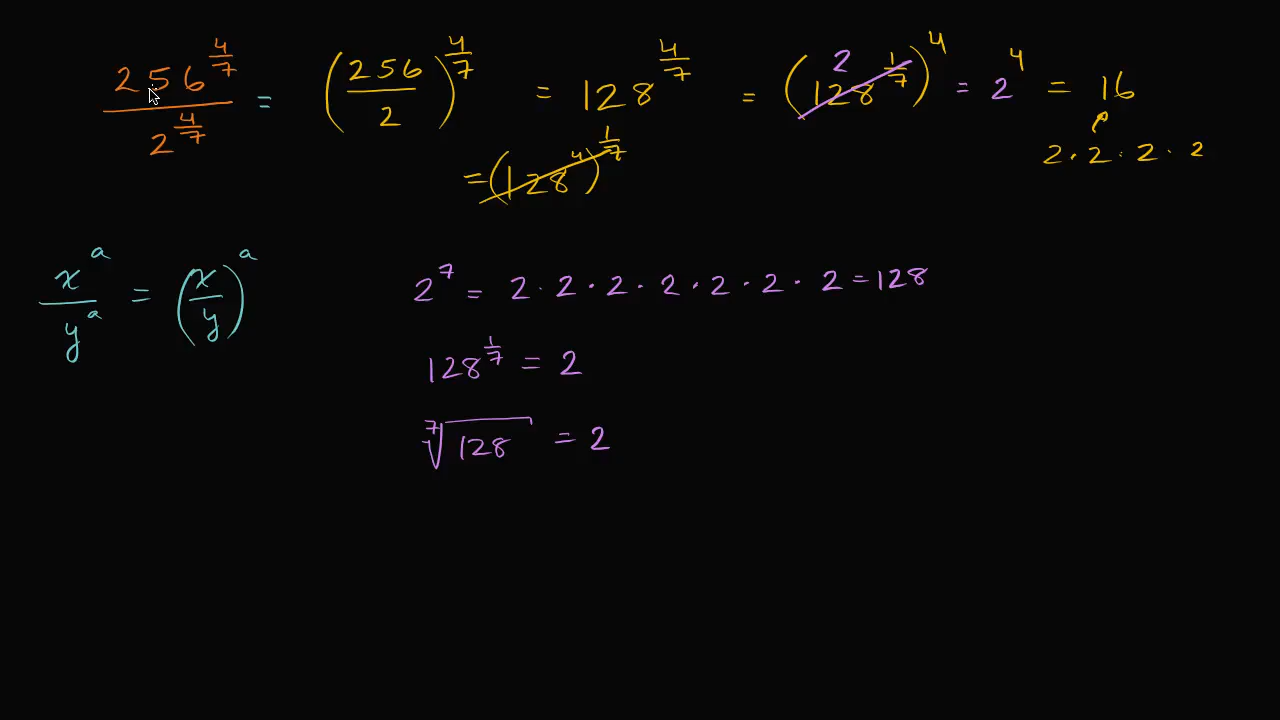 256^(4/7) / 2^(4/7) = (256/2)^(4/7) = 128^(4/7) = (128^(1/7))^4 = 2^4 = 16
2
2 · 2 · 2 · 2
= (128^4)^(1/7)
x^a / y^a = (x/y)^a
2^7 = 2 · 2 · 2 · 2 · 2 · 2 · 2 = 128
128^(1/7) = 2
⁷√128 = 2